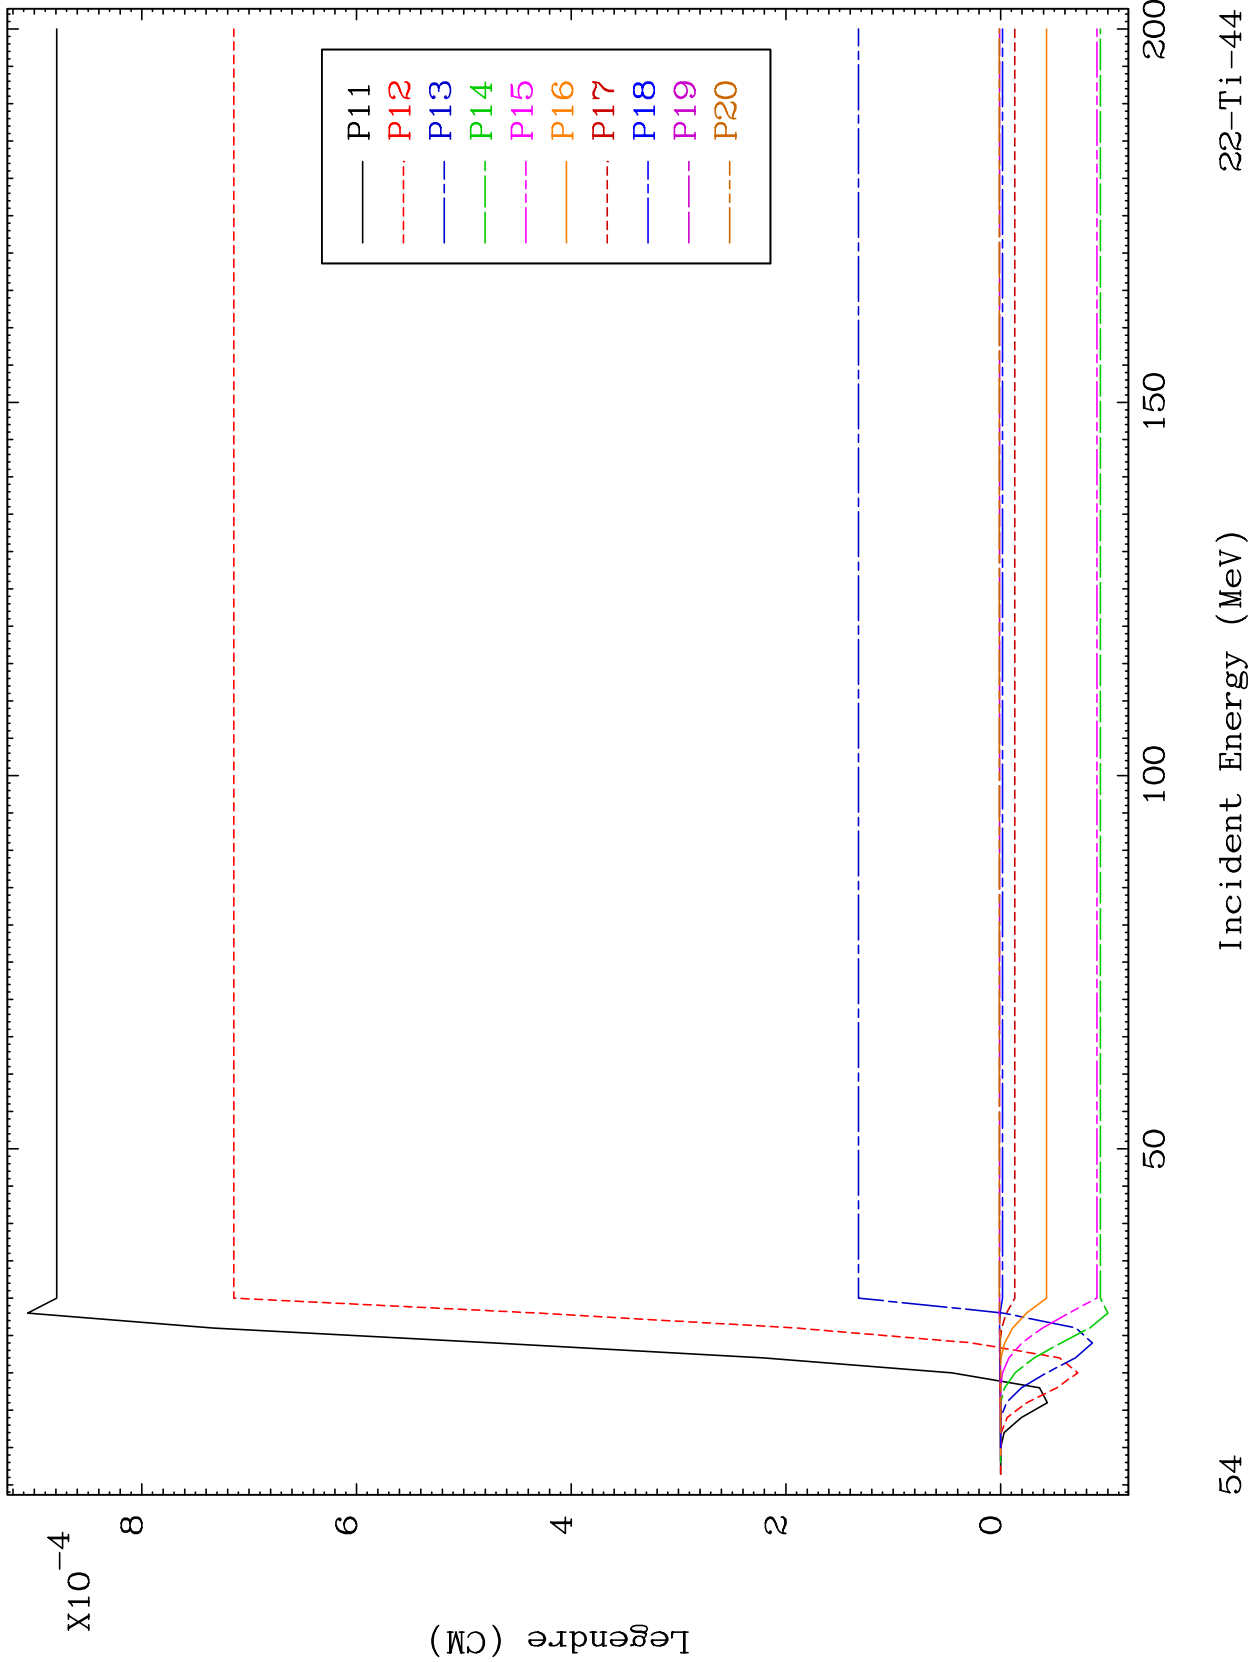 X10-4
8
6
4
2
0
Legendre (CM)
P11
P12
P13
P14
P15
P16
P17
P18
P19
P20
50
100
150
200
Incident Energy (MeV)
54
22-Ti-44